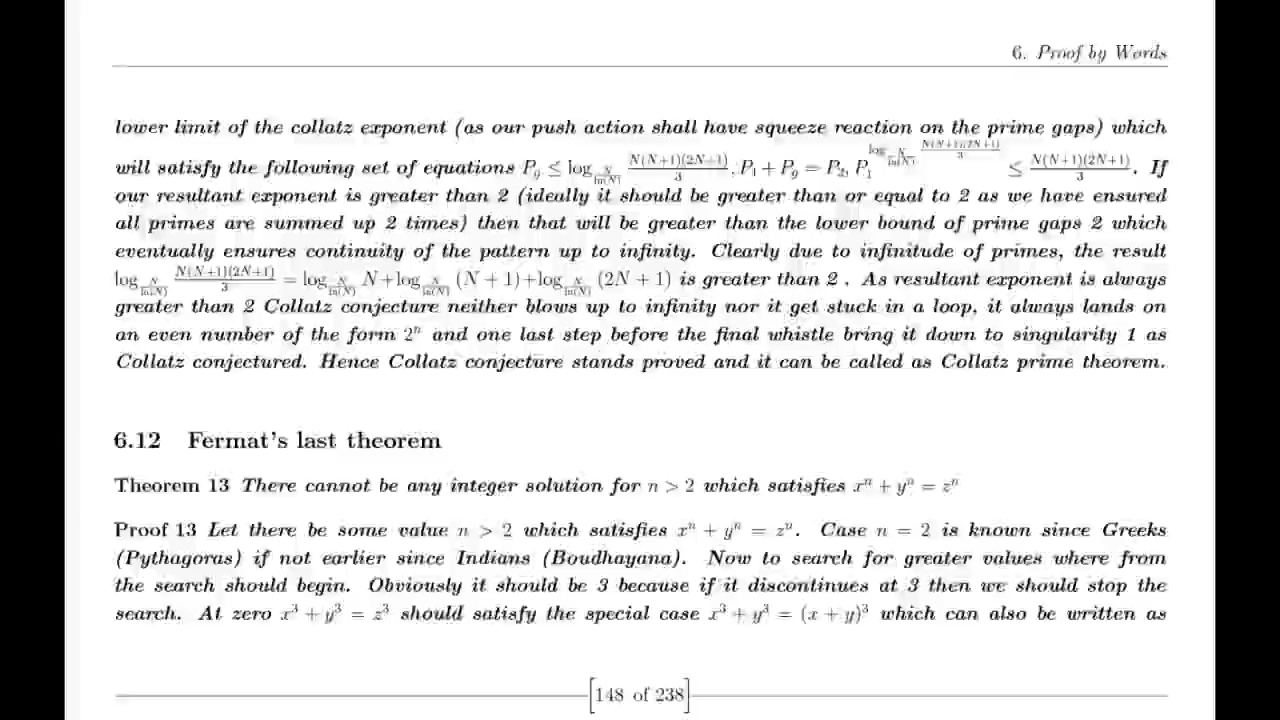 6. Proof by Words
lower limit of the collatz exponent (as our push action shall have squeeze reaction on the prime gaps) which
will satisfy the following set of equations P_g ≤ log_{N/ln(N)} N(N+1)(2N+1)/3, P_1 + P_g = P_2, P_1^{log_{N/ln(N)} N(N+1)(2N+1)/3} ≤ N(N+1)(2N+1)/3. If
our resultant exponent is greater than 2 (ideally it should be greater than or equal to 2 as we have ensured
all primes are summed up 2 times) then that will be greater than the lower bound of prime gaps 2 which
eventually ensures continuity of the pattern up to infinity. Clearly due to infinitude of primes, the result
log_{N/ln(N)} N(N+1)(2N+1)/3 = log_{N/ln(N)} N+log_{N/ln(N)} (N + 1)+log_{N/ln(N)} (2N + 1) is greater than 2 . As resultant exponent is always
greater than 2 Collatz conjecture neither blows up to infinity nor it get stuck in a loop, it always lands on
an even number of the form 2^n and one last step before the final whistle bring it down to singularity 1 as
Collatz conjectured. Hence Collatz conjecture stands proved and it can be called as Collatz prime theorem.
6.12 Fermat's last theorem
Theorem 13 There cannot be any integer solution for n > 2 which satisfies x^n + y^n = z^n
Proof 13 Let there be some value n > 2 which satisfies x^n + y^n = z^n. Case n = 2 is known since Greeks
(Pythagoras) if not earlier since Indians (Boudhayana). Now to search for greater values where from
the search should begin. Obviously it should be 3 because if it discontinues at 3 then we should stop the
search. At zero x^3 + y^3 = z^3 should satisfy the special case x^3 + y^3 = (x + y)^3 which can also be written as
[148 of 238]